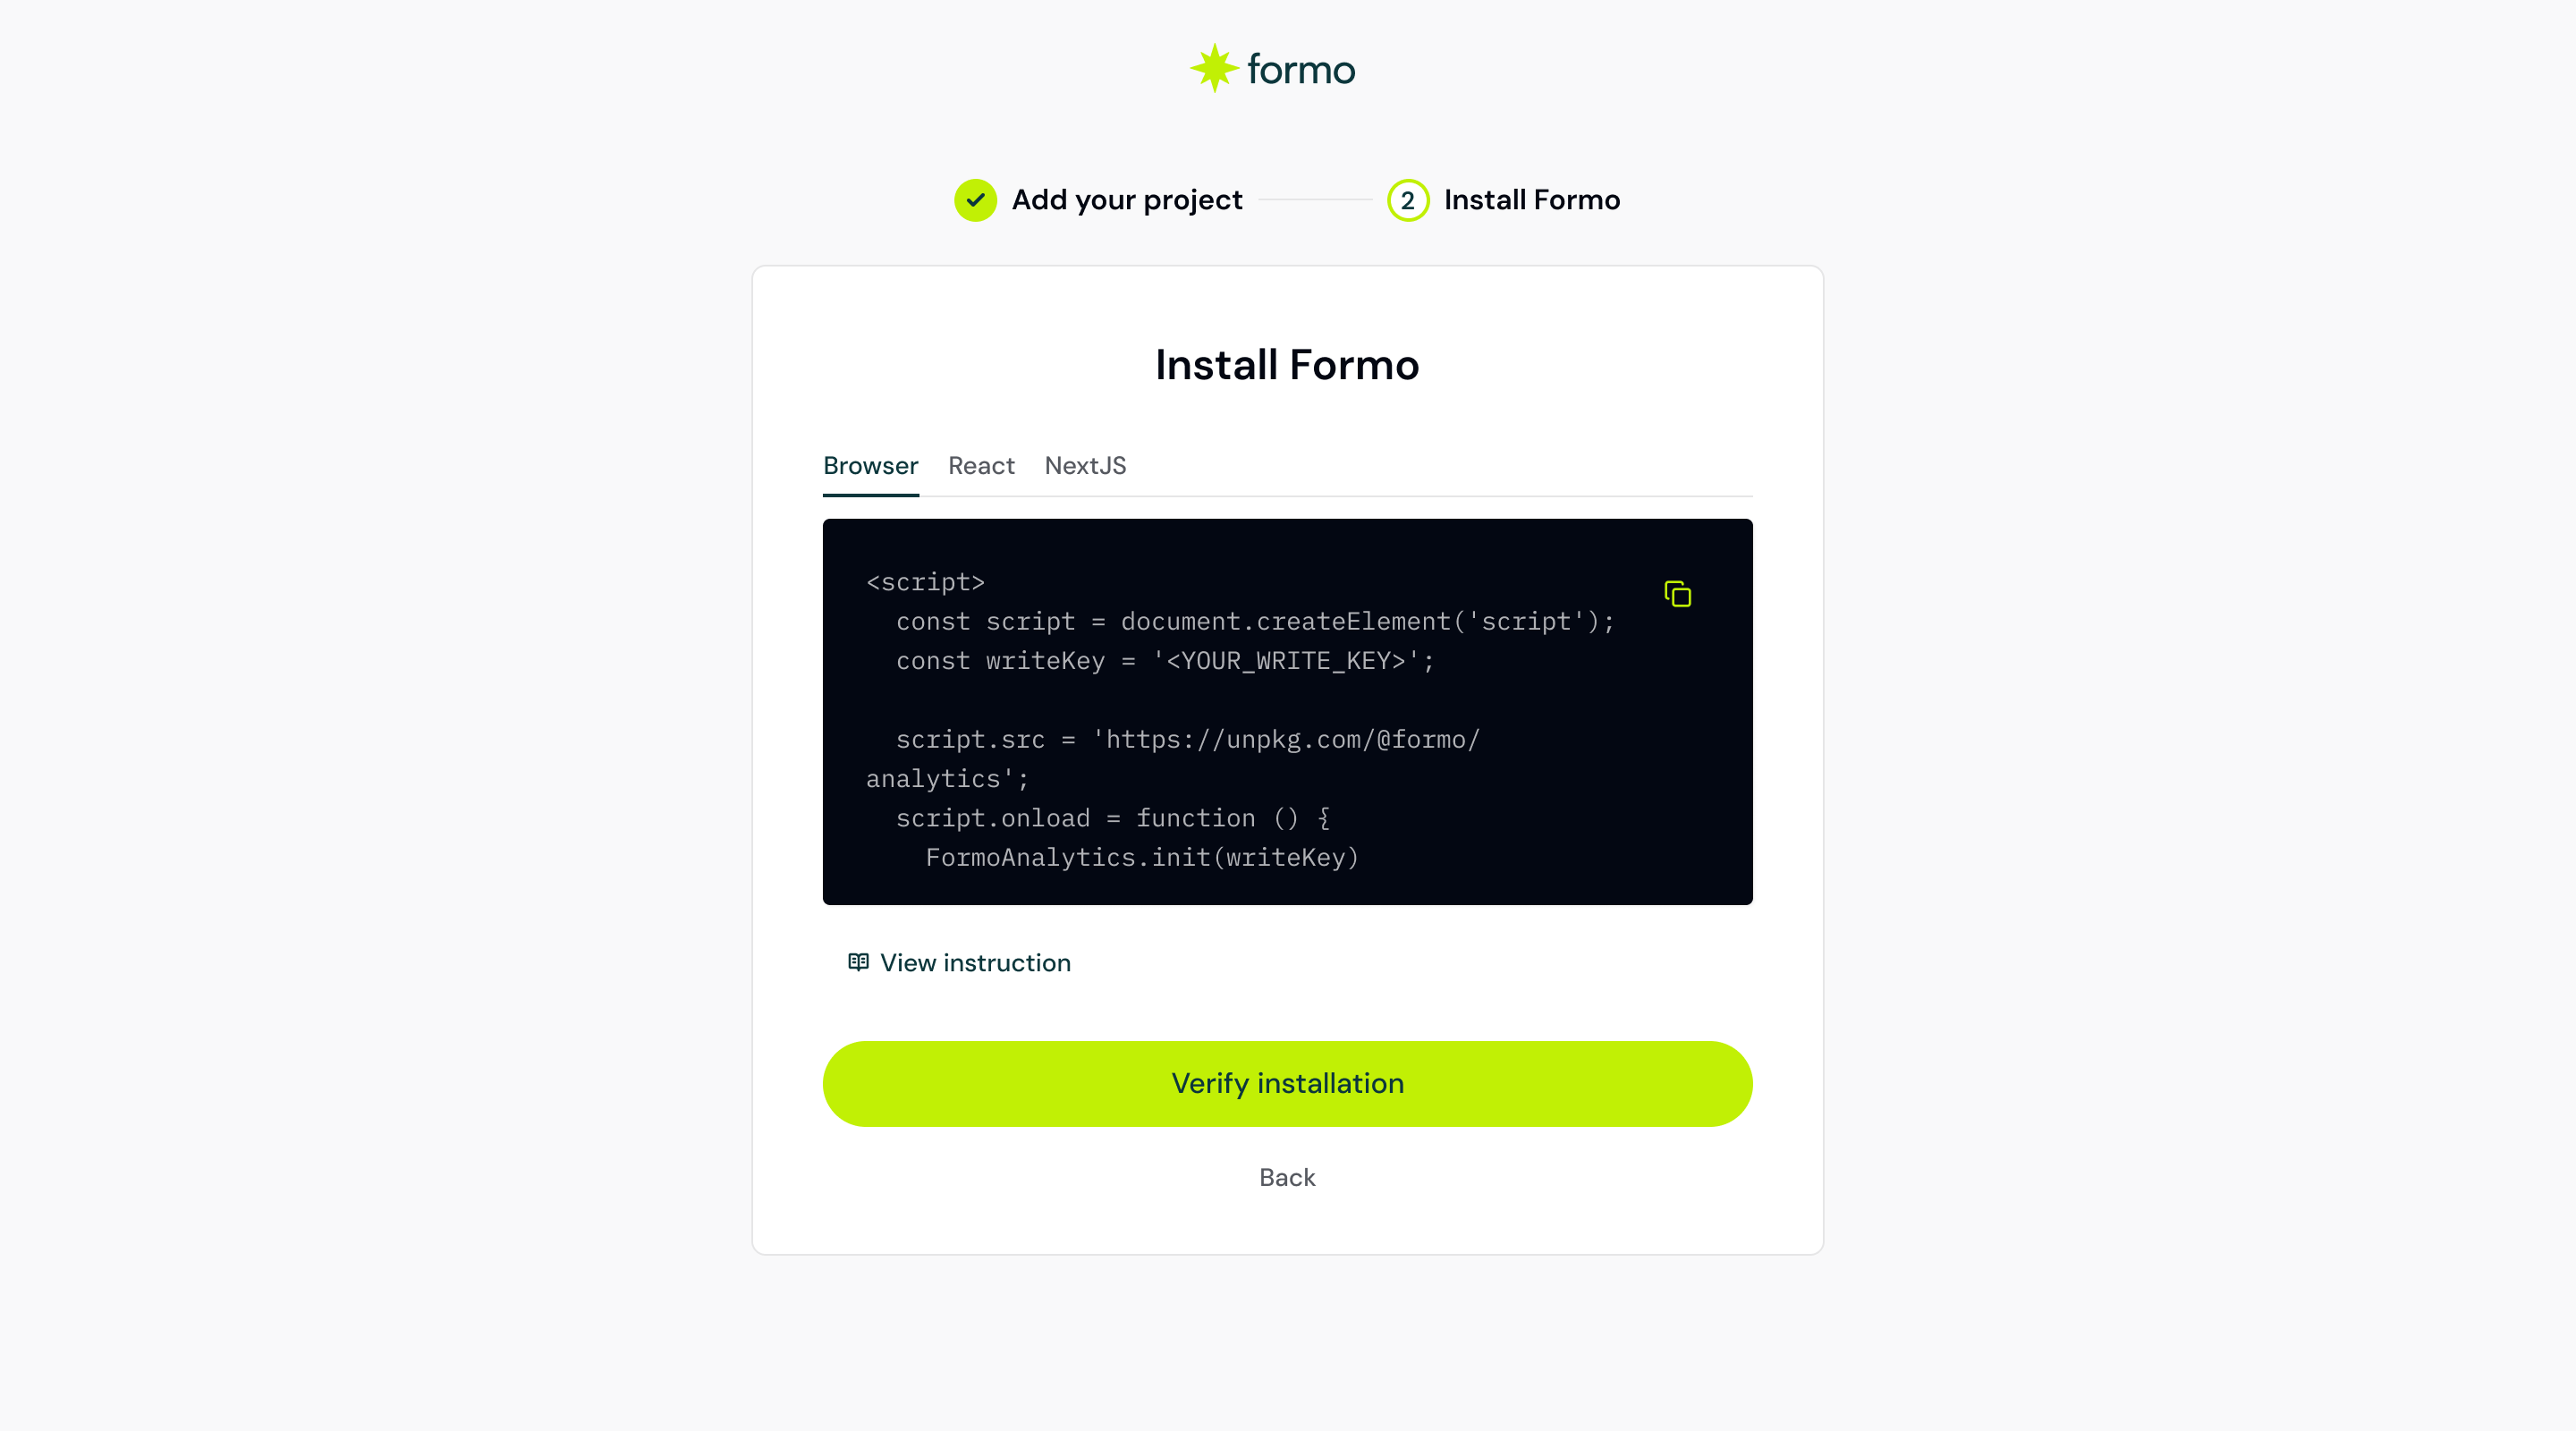 formo
Add your project
2 Install Formo
Install Formo
Browser React NextJS
<script>
const script = document.createElement('script');
const writeKey = '<YOUR_WRITE_KEY>';
script.src = 'https://unpkg.com/@formo/
analytics';
script.onload = function () {
FormoAnalytics.init(writeKey)
View instruction
Verify installation
Back